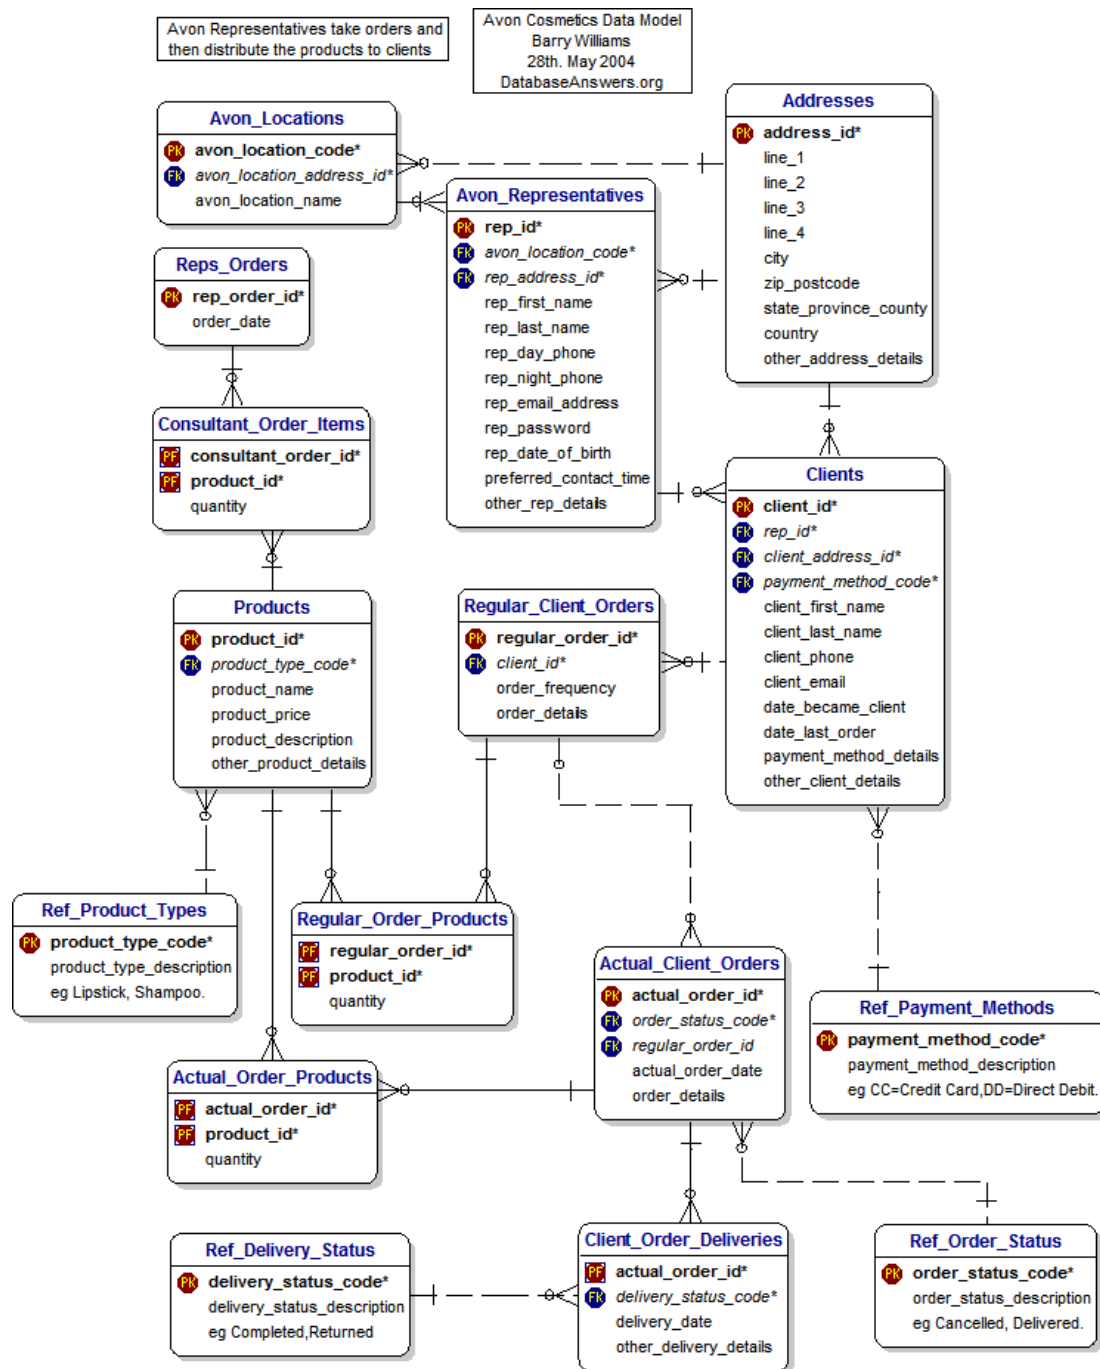 Avon Representatives take orders and
then distribute the products to clients
Avon Cosmetics Data Model
Barry Williams
28th. May 2004
DatabaseAnswers.org
Avon_Locations
PK avon_location_code*
FK avon_location_address_id*
avon_location_name
Addresses
PK address_id*
line_1
line_2
line_3
line_4
city
zip_postcode
state_province_county
country
other_address_details
Avon_Representatives
PK rep_id*
FK avon_location_code*
FK rep_address_id*
rep_first_name
rep_last_name
rep_day_phone
rep_night_phone
rep_email_address
rep_password
rep_date_of_birth
preferred_contact_time
other_rep_details
Reps_Orders
PK rep_order_id*
order_date
Consultant_Order_Items
PF consultant_order_id*
PF product_id*
quantity
Clients
PK client_id*
FK rep_id*
FK client_address_id*
FK payment_method_code*
client_first_name
client_last_name
client_phone
client_email
date_became_client
date_last_order
payment_method_details
other_client_details
Products
PK product_id*
FK product_type_code*
product_name
product_price
product_description
other_product_details
Regular_Client_Orders
PK regular_order_id*
FK client_id*
order_frequency
order_details
Ref_Product_Types
PK product_type_code*
product_type_description
eg Lipstick, Shampoo.
Regular_Order_Products
PF regular_order_id*
PF product_id*
quantity
Actual_Client_Orders
PK actual_order_id*
FK order_status_code*
FK regular_order_id
actual_order_date
order_details
Ref_Payment_Methods
PK payment_method_code*
payment_method_description
eg CC=Credit Card,DD=Direct Debit.
Actual_Order_Products
PF actual_order_id*
PF product_id*
quantity
Ref_Delivery_Status
PK delivery_status_code*
delivery_status_description
eg Completed,Returned
Client_Order_Deliveries
PF actual_order_id*
FK delivery_status_code*
delivery_date
other_delivery_details
Ref_Order_Status
PK order_status_code*
order_status_description
eg Cancelled, Delivered.